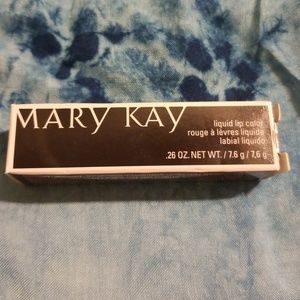 MARY KAY
liquid lip color
rouge à lèvres liquide
labial líquido
.26 OZ. NET WT. / 7.6 g / 7,6 g